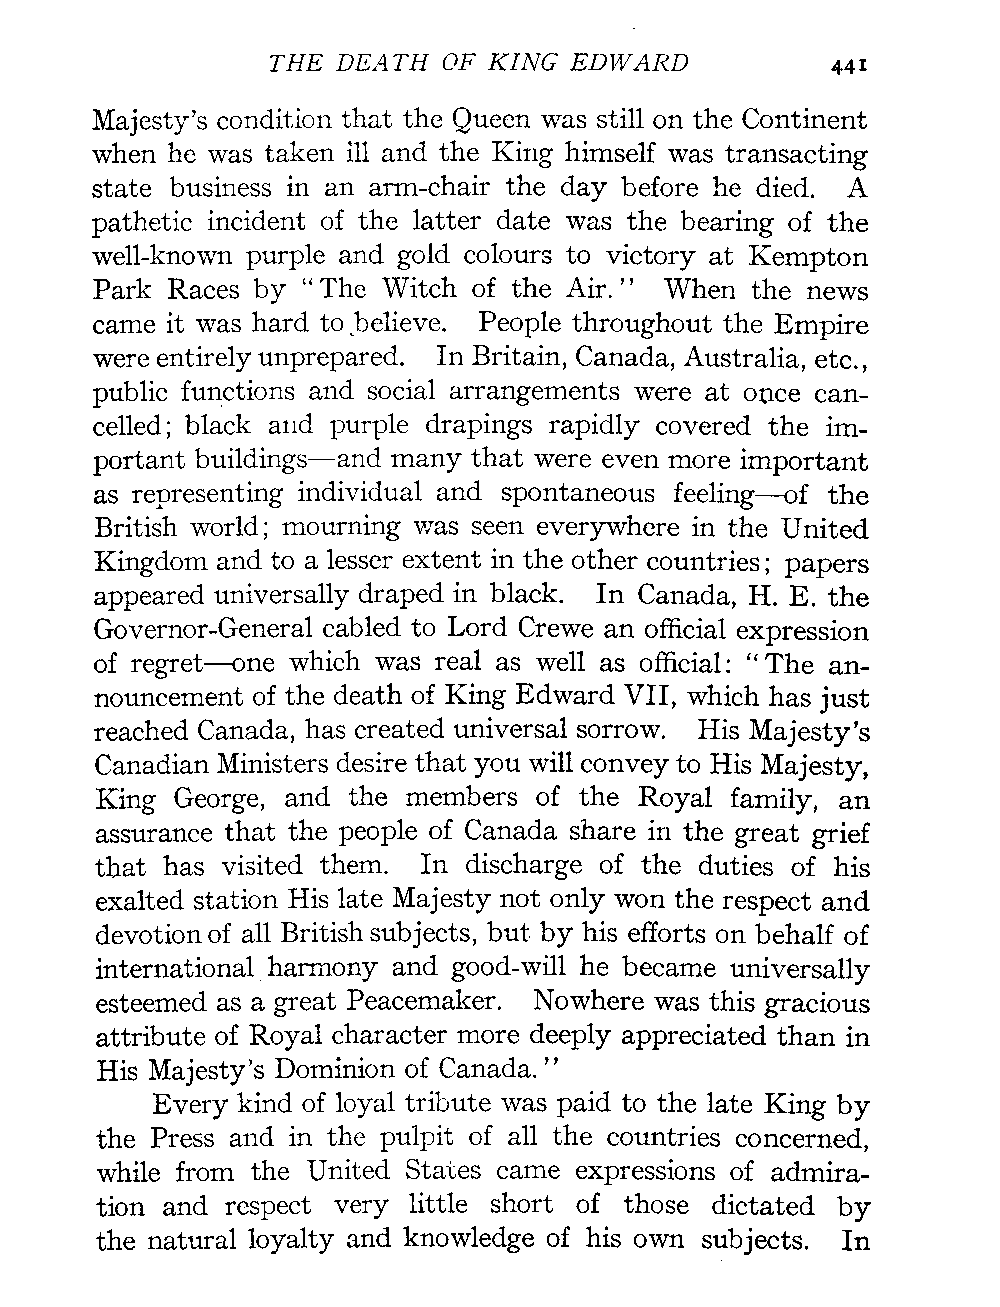 THE DEATH OF KING EDWARD 441
Majesty's condition that the Queen was still on the Continent
when he was taken ill and the King himself was transacting
state business in an arm-chair the day before he died. A
pathetic incident of the latter date was the bearing of the
well-known purple and gold colours to victory at Kempton
Park Races by "The Witch of the Air." When the news
came it was hard to believe. People throughout the Empire
were entirely unprepared. In Britain, Canada, Australia, etc.,
public functions and social arrangements were at once can-
celled; black and purple drapings rapidly covered the im-
portant buildings—and many that were even more important
as representing individual and spontaneous feeling—of the
British world; mourning was seen everywhere in the United
Kingdom and to a lesser extent in the other countries; papers
appeared universally draped in black. In Canada, H. E. the
Governor-General cabled to Lord Crewe an official expression
of regret—one which was real as well as official: "The an-
nouncement of the death of King Edward VII, which has just
reached Canada, has created universal sorrow. His Majesty's
Canadian Ministers desire that you will convey to His Majesty,
King George, and the members of the Royal family, an
assurance that the people of Canada share in the great grief
that has visited them. In discharge of the duties of his
exalted station His late Majesty not only won the respect and
devotion of all British subjects, but by his efforts on behalf of
international harmony and good-will he became universally
esteemed as a great Peacemaker. Nowhere was this gracious
attribute of Royal character more deeply appreciated than in
His Majesty's Dominion of Canada."
Every kind of loyal tribute was paid to the late King by
the Press and in the pulpit of all the countries concerned,
while from the United States came expressions of admira-
tion and respect very little short of those dictated by
the natural loyalty and knowledge of his own subjects. In